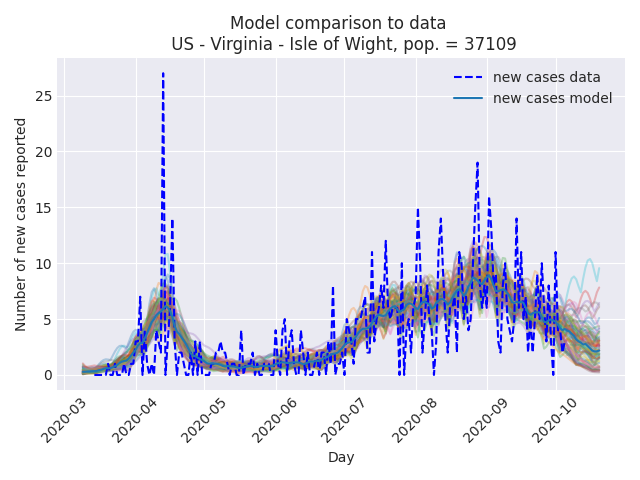 Model comparison to data
US - Virginia - Isle of Wight, pop. = 37109
new cases data
new cases model
Number of new cases reported
25
20
15
10
5
0
2020-03
2020-04
2020-05
2020-06
2020-07
2020-08
2020-09
2020-10
Day